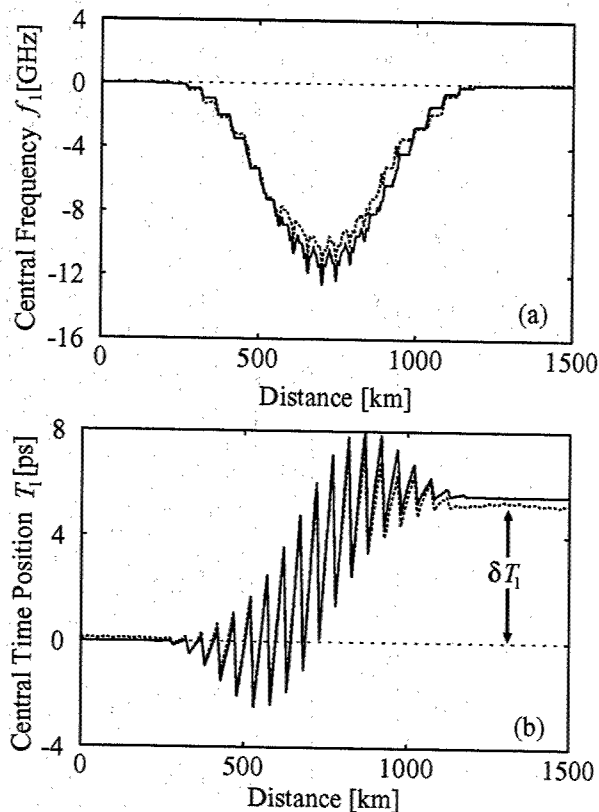 4
0
-4
-8
-12
-16
Central Frequency f₁[GHz]
(a)
0 500 1000 1500
Distance [km]
8
4
0
-4
Central Time Position T₁[ps]
δT₁
(b)
0 500 1000 1500
Distance [km]